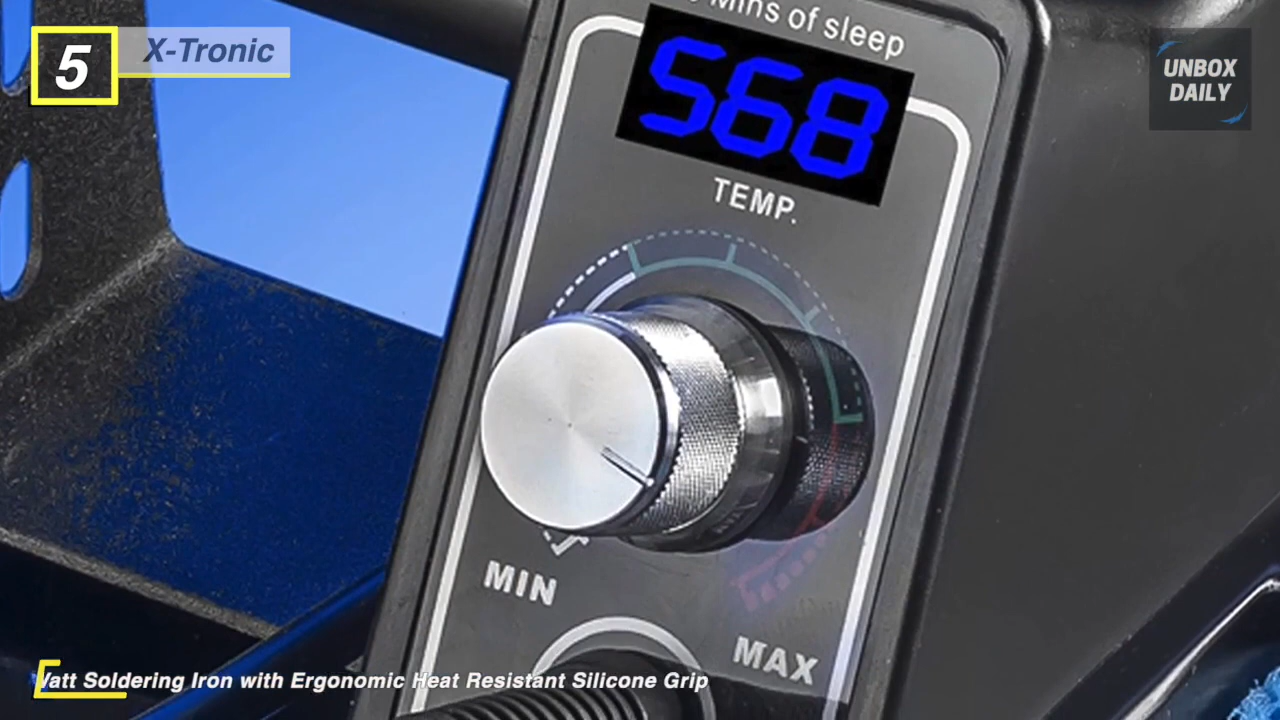 5
X-Tronic
UNBOX
DAILY
Mins of sleep
568
TEMP.
MIN
MAX
Soldering Iron with Ergonomic Heat Resistant Silicone Grip